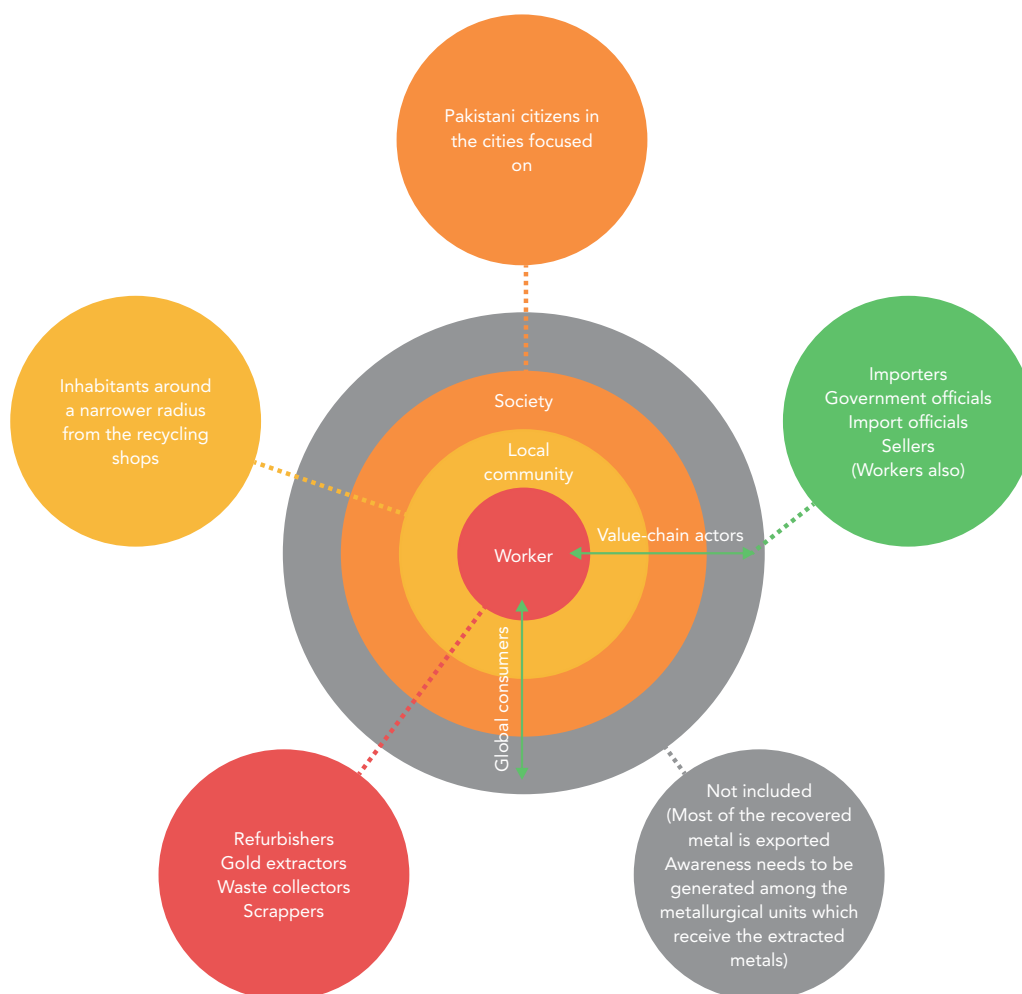 Pakistani citizens in
the cities focused
on
Inhabitants around
a narrower radius
from the recycling
shops
Importers
Government officials
Import officials
Sellers
(Workers also)
Society
Local
community
Worker
Value-chain actors
Global consumers
Refurbishers
Gold extractors
Waste collectors
Scrappers
Not included
(Most of the recovered
metal is exported
Awareness needs to be
generated among the
metallurgical units which
receive the extracted
metals)